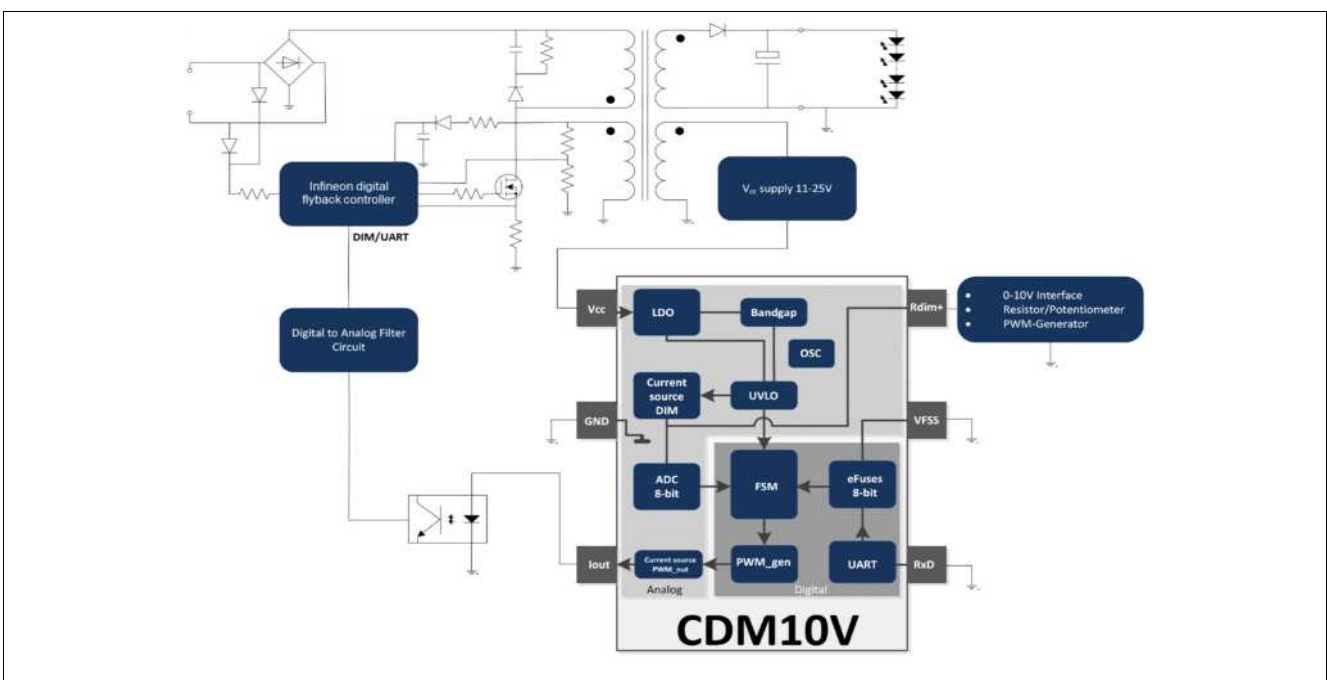 Infineon digital
flyback controller
DIM/UART
V_cc supply 11-25V
Digital to Analog Filter
Circuit
Vcc
LDO
Bandgap
OSC
Rdim+
• 0-10V Interface
• Resistor/Potentiometer
• PWM-Generator
Current
source
DIM
UVLO
GND
VFSS
ADC
8-bit
FSM
eFuses
8-bit
Iout
Current source
PWM_out
PWM_gen
UART
RxD
Analog
Digital
CDM10V